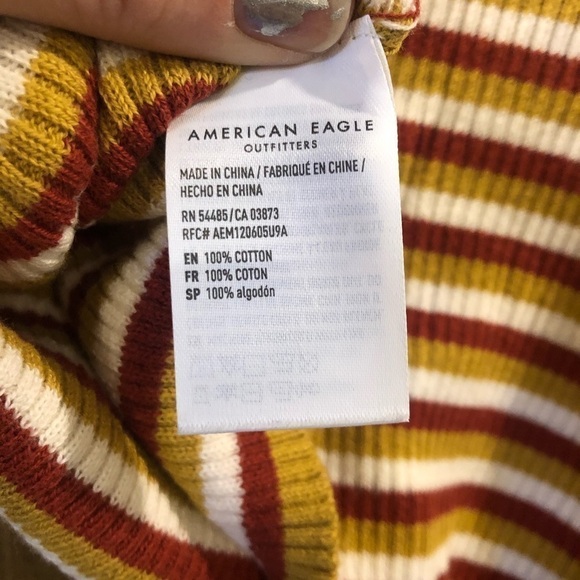 AMERICAN EAGLE
OUTFITTERS
MADE IN CHINA / FABRIQUÉ EN CHINE /
HECHO EN CHINA
RN 54485/CA 03873
RFC# AEM120605U9A
EN 100% COTTON
FR 100% COTON
SP 100% algodón